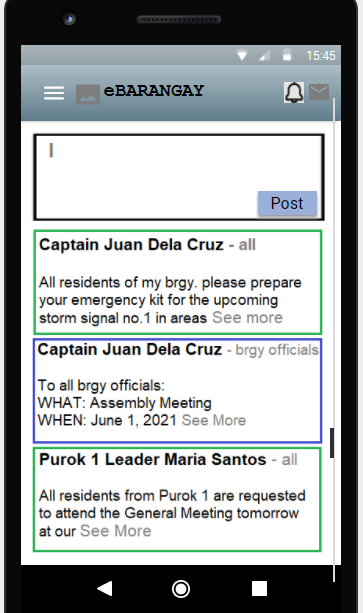 15:45
eBARANGAY
Post
Captain Juan Dela Cruz - all
All residents of my brgy. please prepare
your emergency kit for the upcoming
storm signal no.1 in areas See more
Captain Juan Dela Cruz - brgy officials
To all brgy officials:
WHAT: Assembly Meeting
WHEN: June 1, 2021 See More
Purok 1 Leader Maria Santos - all
All residents from Purok 1 are requested
to attend the General Meeting tomorrow
at our See More